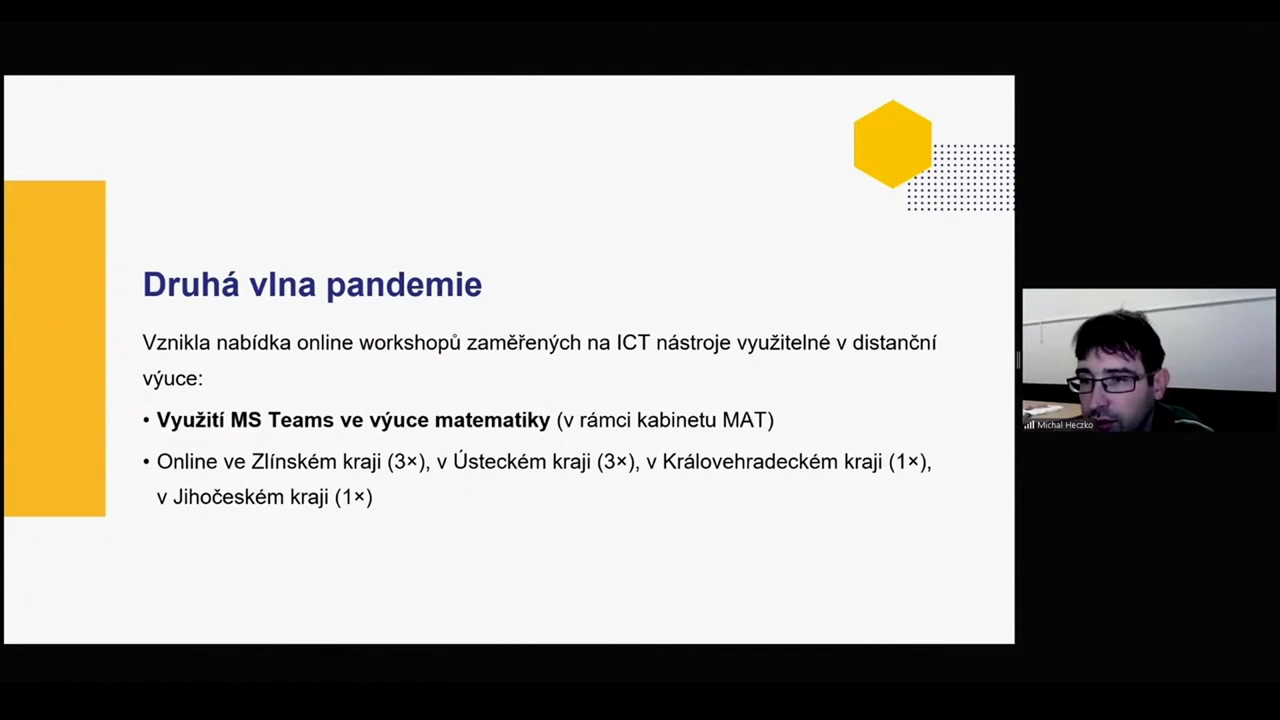 Druhá vlna pandemie
Vznikla nabídka online workshopů zaměřených na ICT nástroje využitelné v distanční
výuce:
• Využití MS Teams ve výuce matematiky (v rámci kabinetu MAT)
• Online ve Zlínském kraji (3×), v Ústeckém kraji (3×), v Královehradeckém kraji (1×),
v Jihočeském kraji (1×)
Michal Heczko